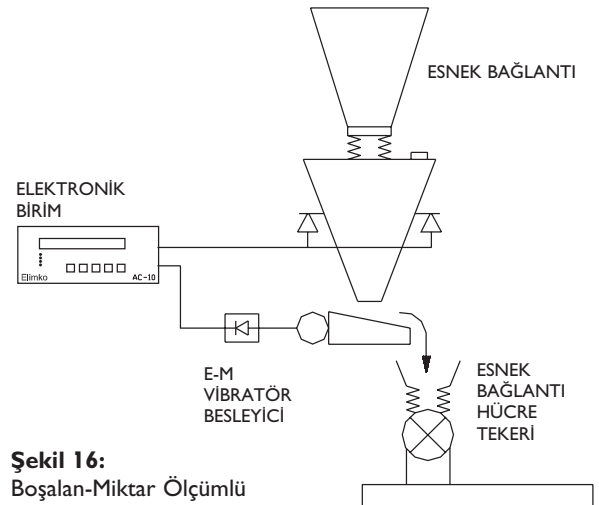 ESNEK BAĞLANTI
ELEKTRONİK
BİRİM
Elimko
AC-10
E-M
VİBRATÖR
BESLEYİCİ
ESNEK
BAĞLANTI
HÜCRE
TEKERİ
Şekil 16:
Boşalan-Miktar Ölçümlü